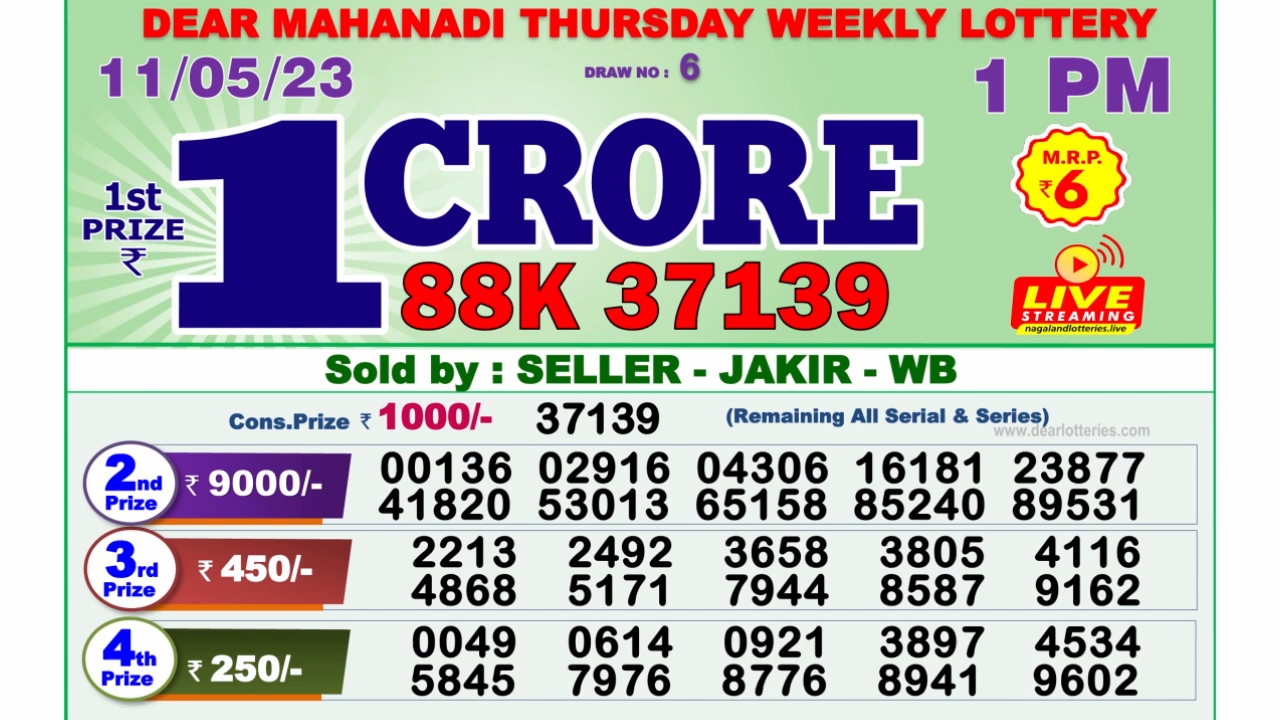 DEAR MAHANADI THURSDAY WEEKLY LOTTERY
11/05/23
DRAW NO : 6
1 PM
1st
PRIZE
₹
1 CRORE
88K 37139
M.R.P.
₹6
LIVE
STREAMING
nagalandlotteries.live
Sold by : SELLER - JAKIR - WB
Cons.Prize ₹ 1000/- 37139 (Remaining All Serial & Series)
www.dearlotteries.com
2nd Prize ₹ 9000/-
00136 02916 04306 16181 23877
41820 53013 65158 85240 89531
3rd Prize ₹ 450/-
2213 2492 3658 3805 4116
4868 5171 7944 8587 9162
4th Prize ₹ 250/-
0049 0614 0921 3897 4534
5845 7976 8776 8941 9602